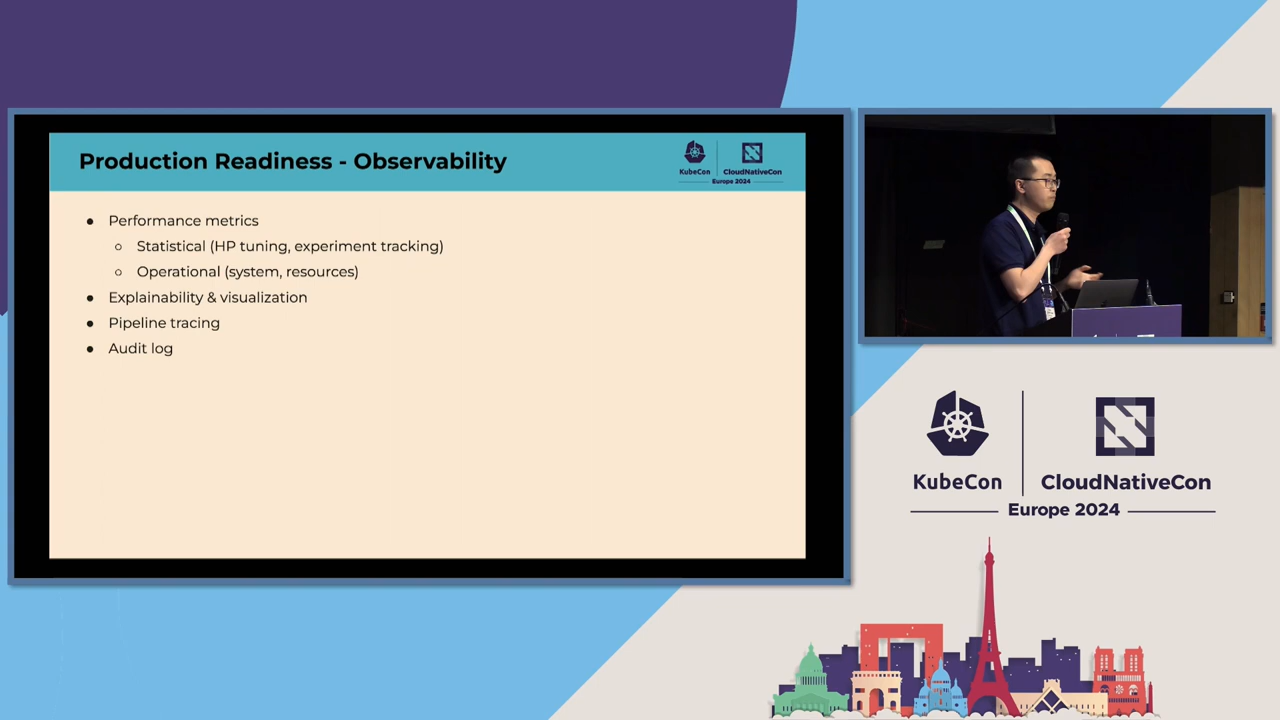 Production Readiness - Observability
KubeCon
CloudNativeCon
Europe 2024
● Performance metrics
○ Statistical (HP tuning, experiment tracking)
○ Operational (system, resources)
● Explainability & visualization
● Pipeline tracing
● Audit log
KubeCon
CloudNativeCon
Europe 2024